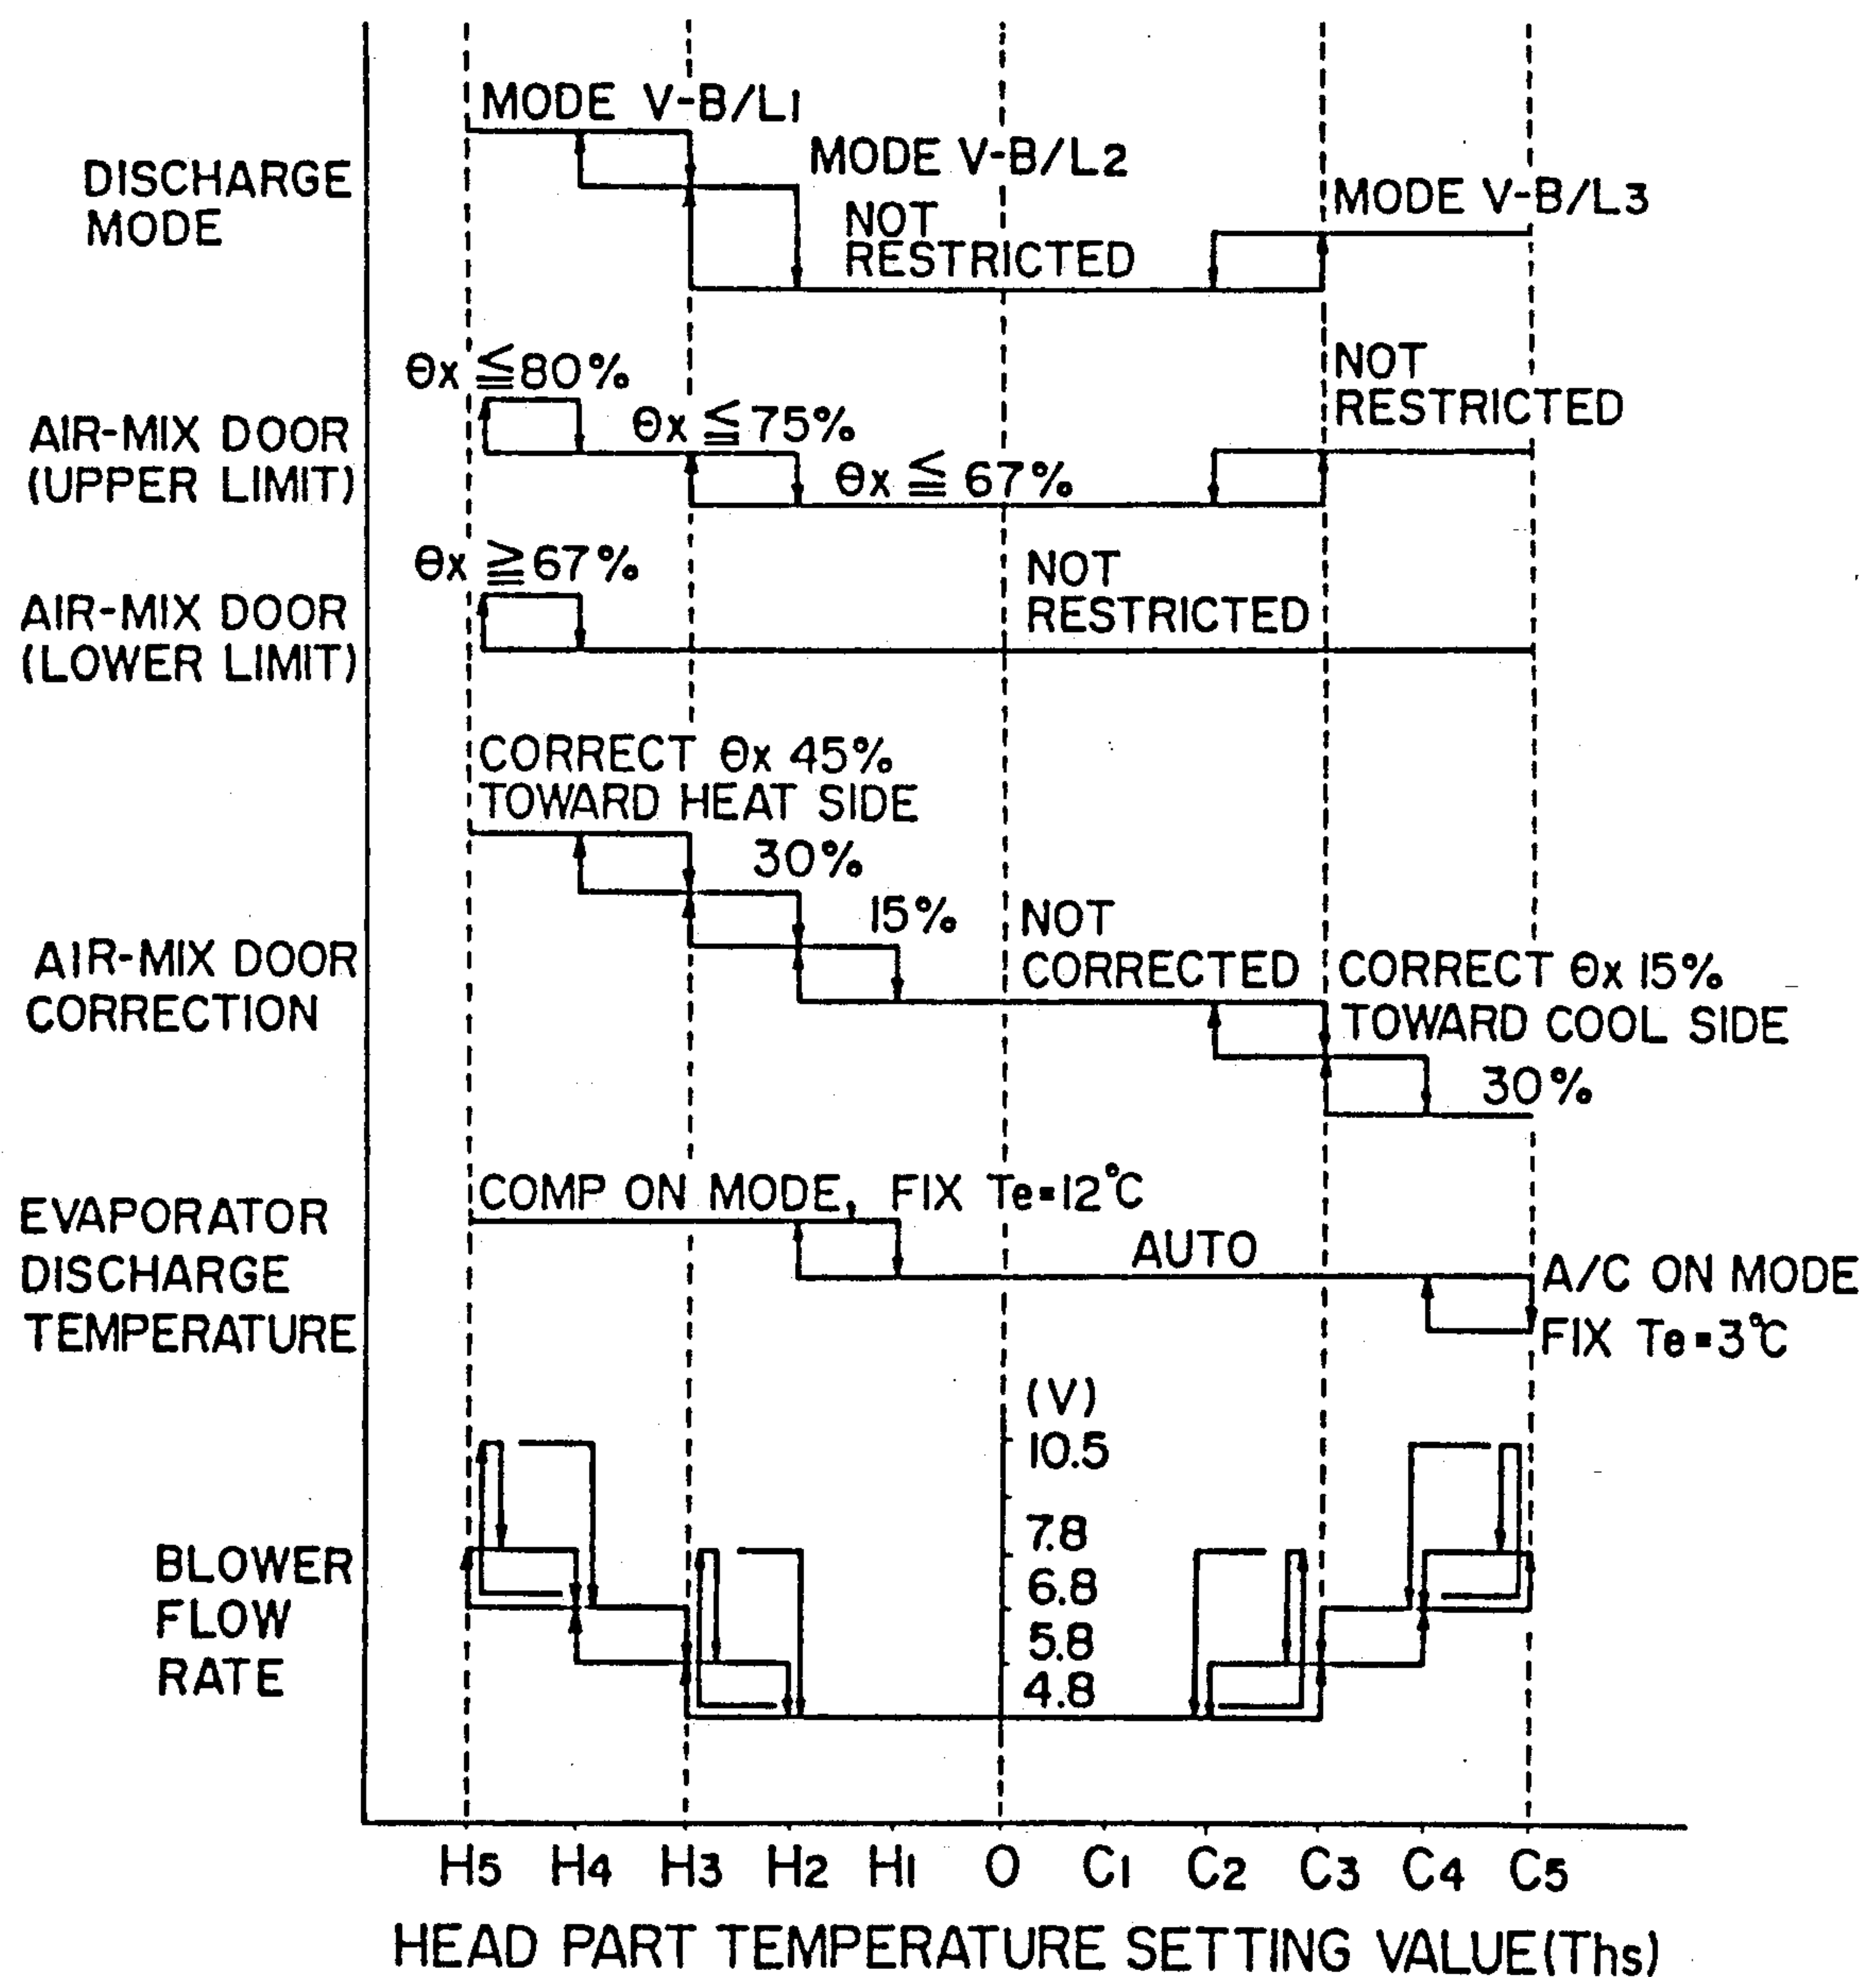 MODE V-B/L1
MODE V-B/L2
DISCHARGE
MODE
NOT
RESTRICTED
MODE V-B/L3
θx ≦80%
θx ≦ 75%
θx ≦ 67%
NOT
RESTRICTED
AIR-MIX DOOR
(UPPER LIMIT)
θx ≧67%
NOT
RESTRICTED
AIR-MIX DOOR
(LOWER LIMIT)
CORRECT θx 45%
TOWARD HEAT SIDE
30%
15%
NOT
CORRECTED
AIR-MIX DOOR
CORRECTION
CORRECT θx 15%
TOWARD COOL SIDE
30%
COMP ON MODE, FIX Te=12°C
EVAPORATOR
DISCHARGE
TEMPERATURE
AUTO
A/C ON MODE
FIX Te=3°C
(V)
10.5
7.8
6.8
5.8
4.8
BLOWER
FLOW
RATE
H5 H4 H3 H2 H1 O C1 C2 C3 C4 C5
HEAD PART TEMPERATURE SETTING VALUE(Ths)